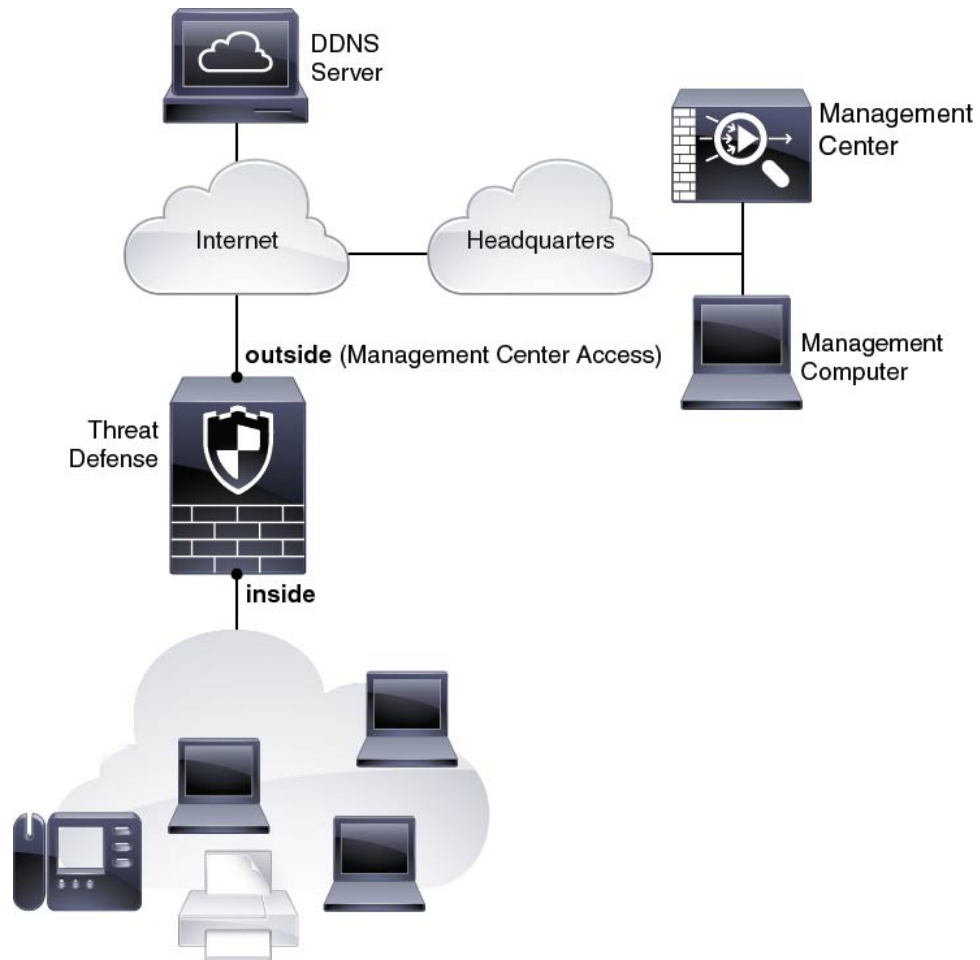 DDNS
Server
Management
Center
Internet
Headquarters
outside (Management Center Access)
Management
Computer
Threat
Defense
inside